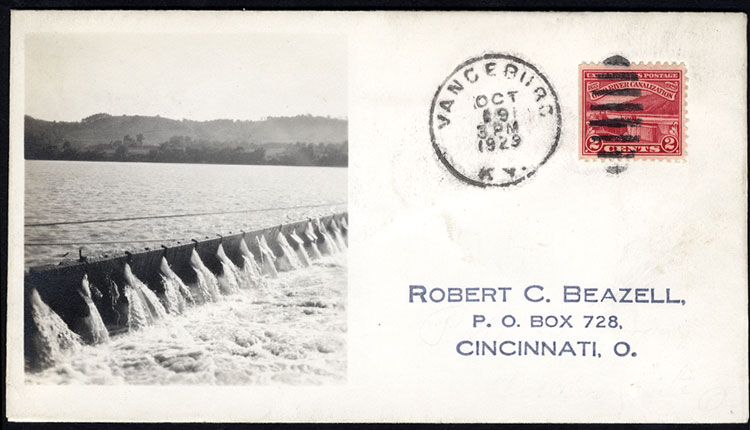 VANCEBURG
OCT
19
3 PM
1929
KY.
U.S. POSTAGE
OHIO RIVER CANALIZATION
2 CENTS 2
ROBERT C. BEAZELL,
P. O. BOX 728,
CINCINNATI, O.